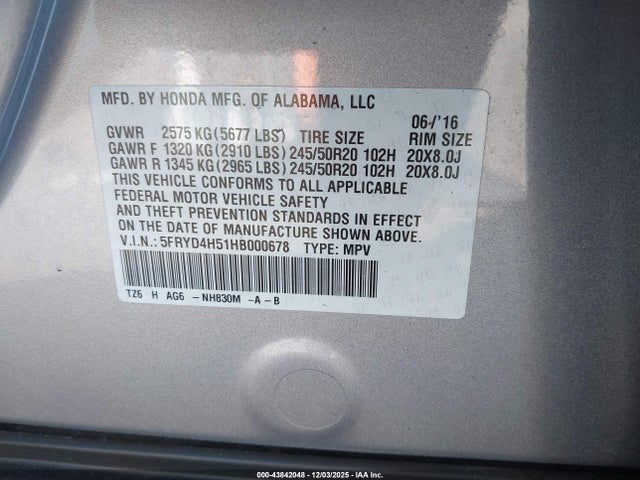 MFD. BY HONDA MFG. OF ALABAMA, LLC 06-/'16
GVWR 2575 KG(5677 LBS) TIRE SIZE RIM SIZE
GAWR F 1320 KG(2910 LBS)245/50R20 102H 20X8.0J
GAWR R 1345 KG(2965 LBS)245/50R20 102H 20X8.0J
THIS VEHICLE CONFORMS TO ALL APPLICABLE
FEDERAL MOTOR VEHICLE SAFETY
AND THEFT PREVENTION STANDARDS IN EFFECT
ON THE DATE OF MANUFACTURE SHOWN ABOVE.
V.I.N.: 5FRYD4H51HB000678 TYPE: MPV
TZ6 H AG6 -NH830M -A-B
000-43842048 - 12/03/2025 - IAA Inc.